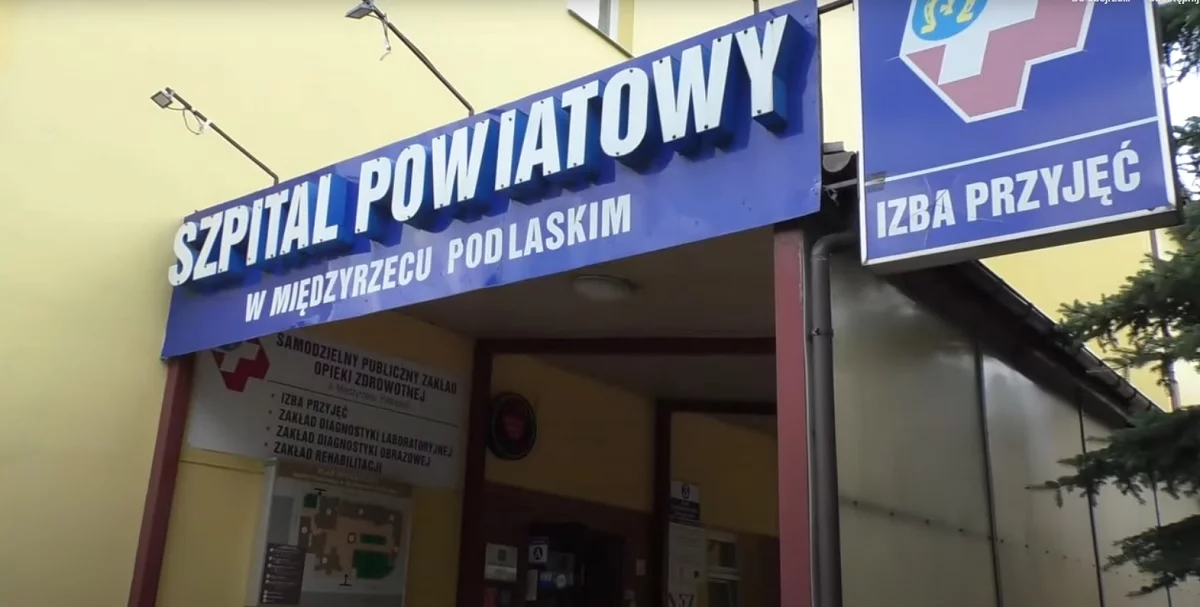 SZPITAL POWIATOWY
W MIĘDZYRZECU PODLASKIM
IZBA PRZYJĘĆ
SAMODZIELNY PUBLICZNY ZAKŁAD
OPIEKI ZDROWOTNEJ
• IZBA PRZYJĘĆ
• ZAKŁAD DIAGNOSTYKI LABORATORYJNEJ
• ZAKŁAD DIAGNOSTYKI OBRAZOWEJ
• ZAKŁAD REHABILITACJI
A